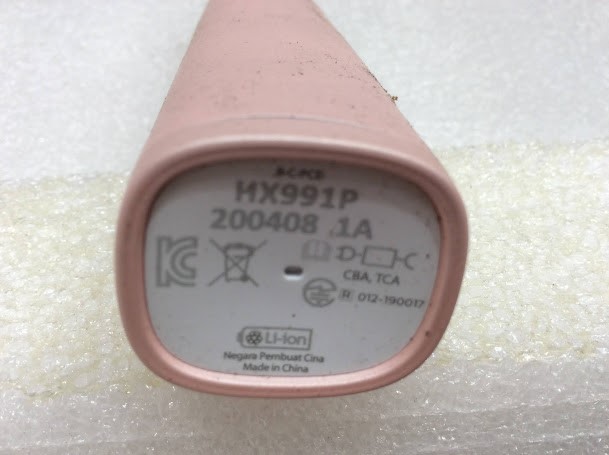 HX991P
200408 1A
CBA, TCA
R 012-190017
Li-Ion
Negara Pembuat Cina
Made in China